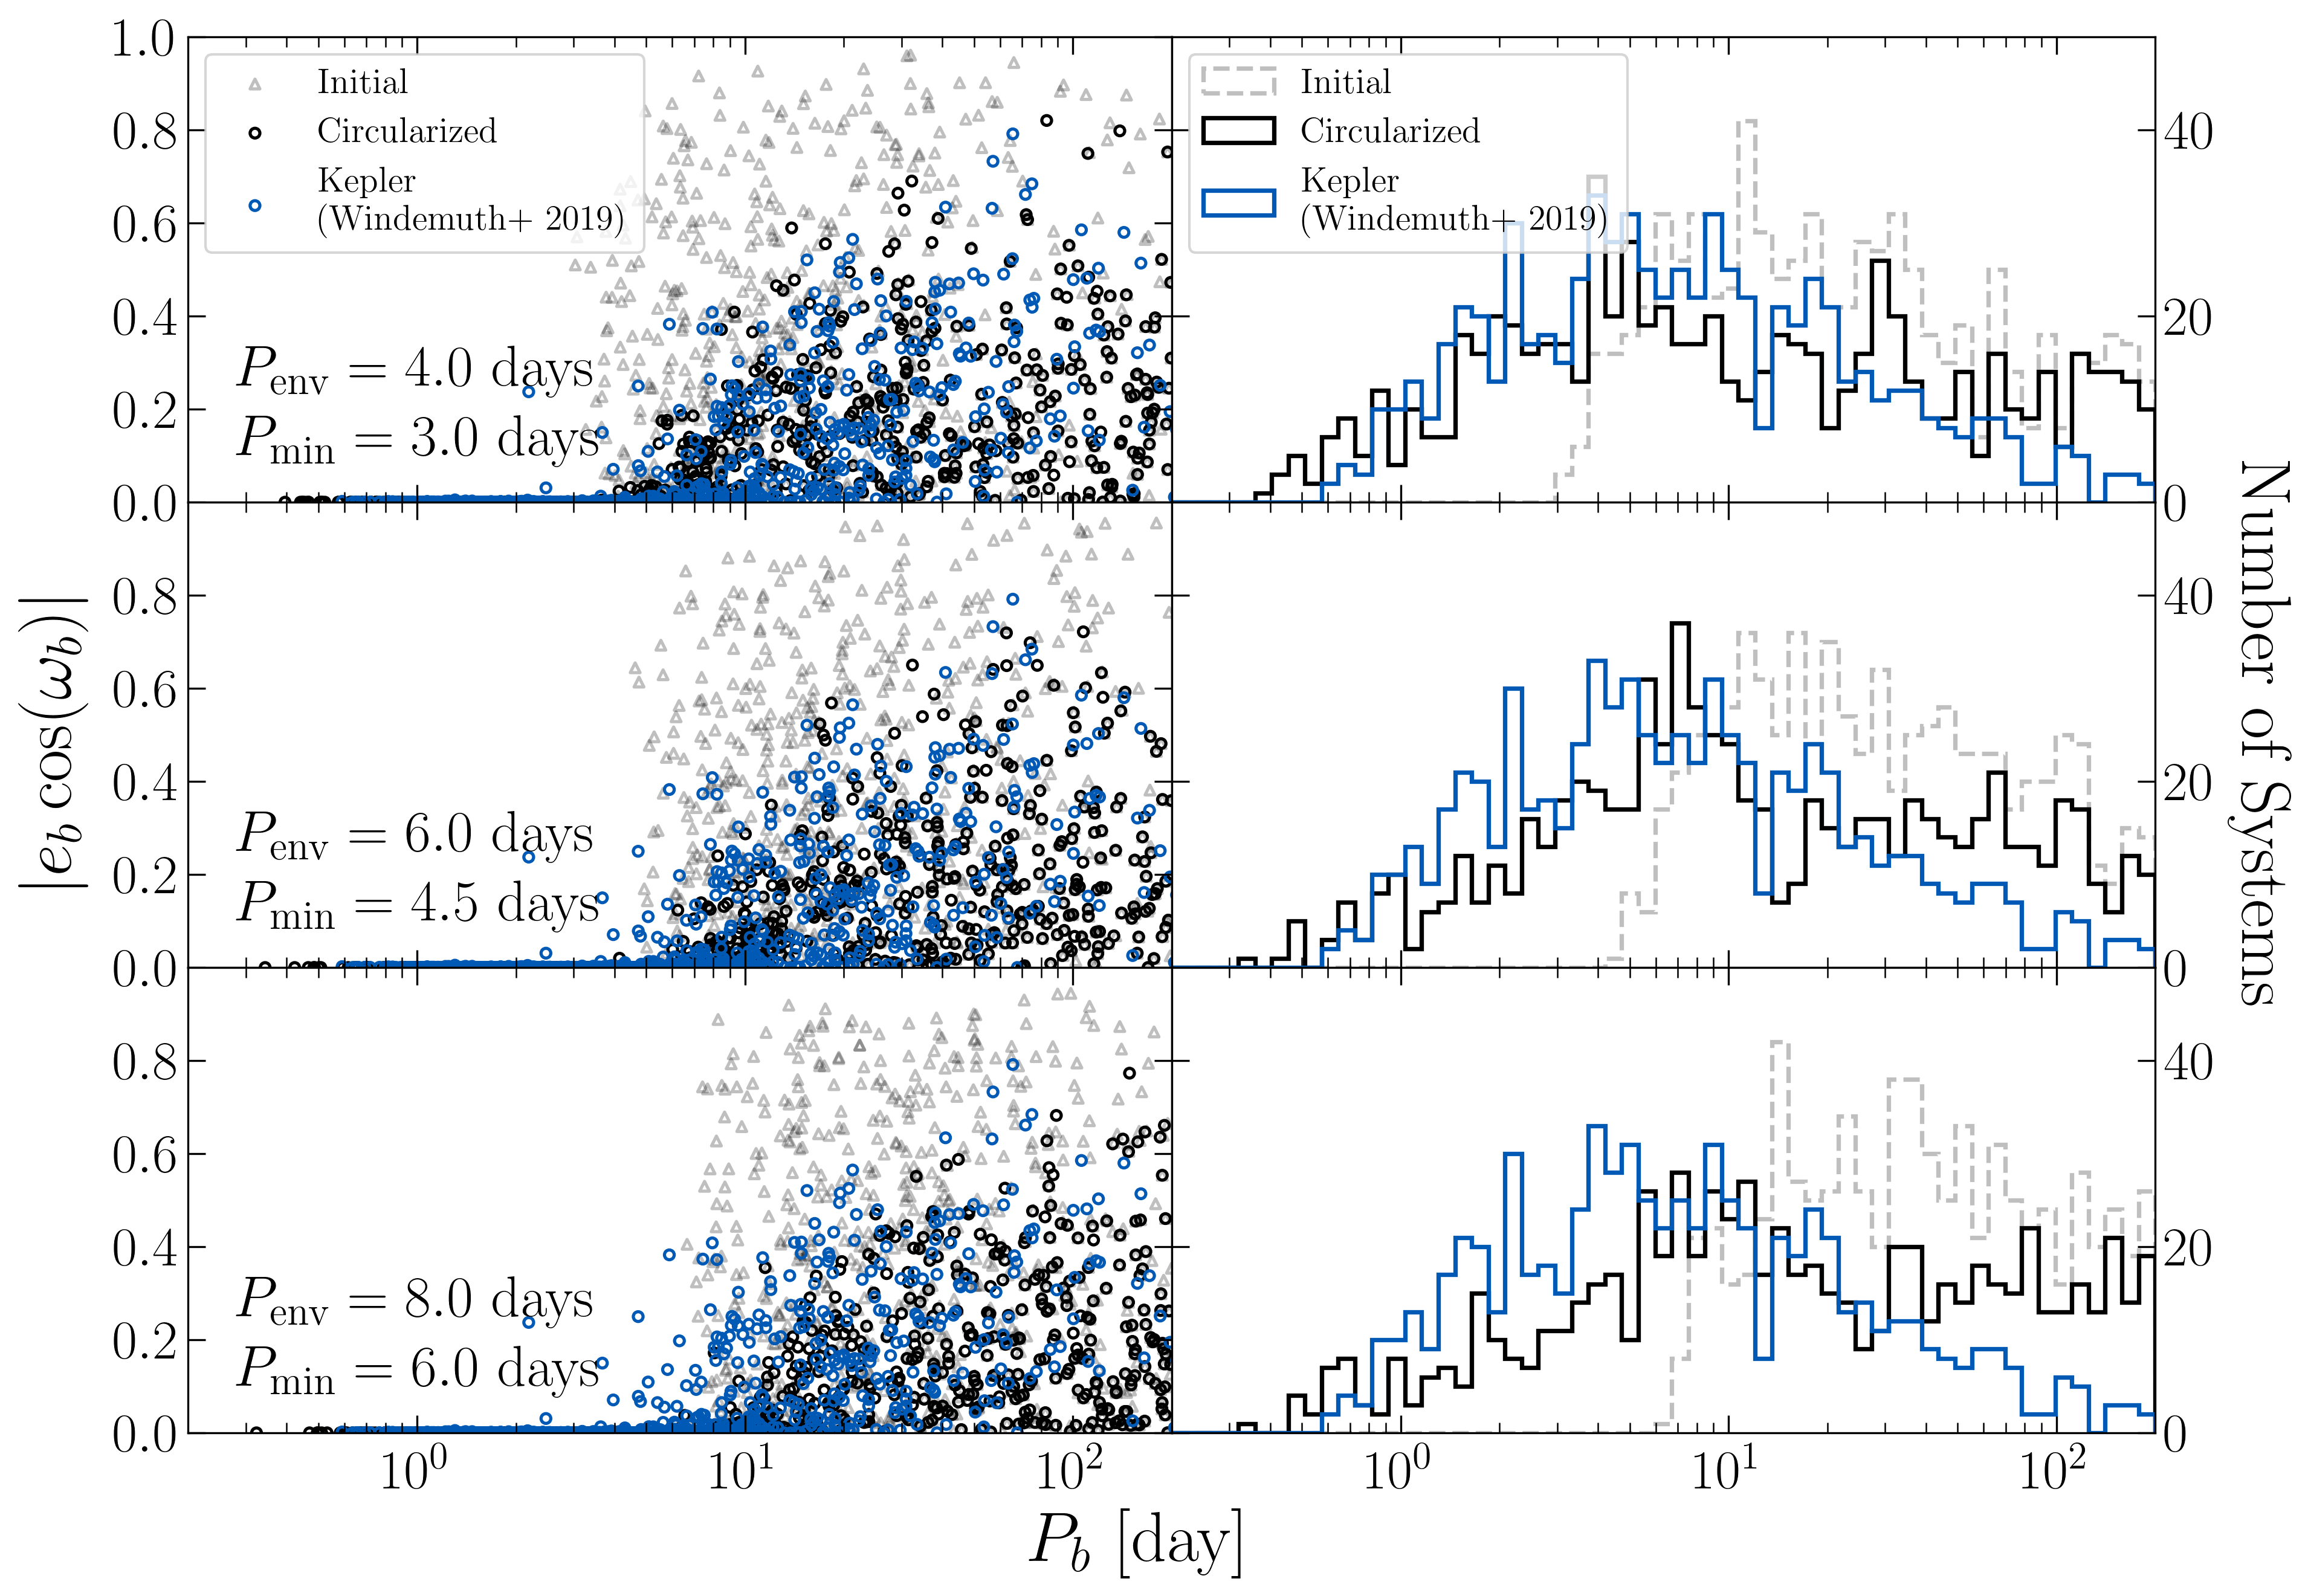 1.0
0.8
0.6
0.4
0.2
0.0
Initial
Circularized
Kepler
(Windemuth+ 2019)
P_env = 4.0 days
P_min = 3.0 days
Initial
Circularized
Kepler
(Windemuth+ 2019)
40
20
0
0.8
0.6
0.4
0.2
0.0
P_env = 6.0 days
P_min = 4.5 days
40
20
0
0.8
0.6
0.4
0.2
0.0
P_env = 8.0 days
P_min = 6.0 days
40
20
0
|e_b cos(ω_b)|
Number of Systems
10^0 10^1 10^2 10^0 10^1 10^2
P_b [day]